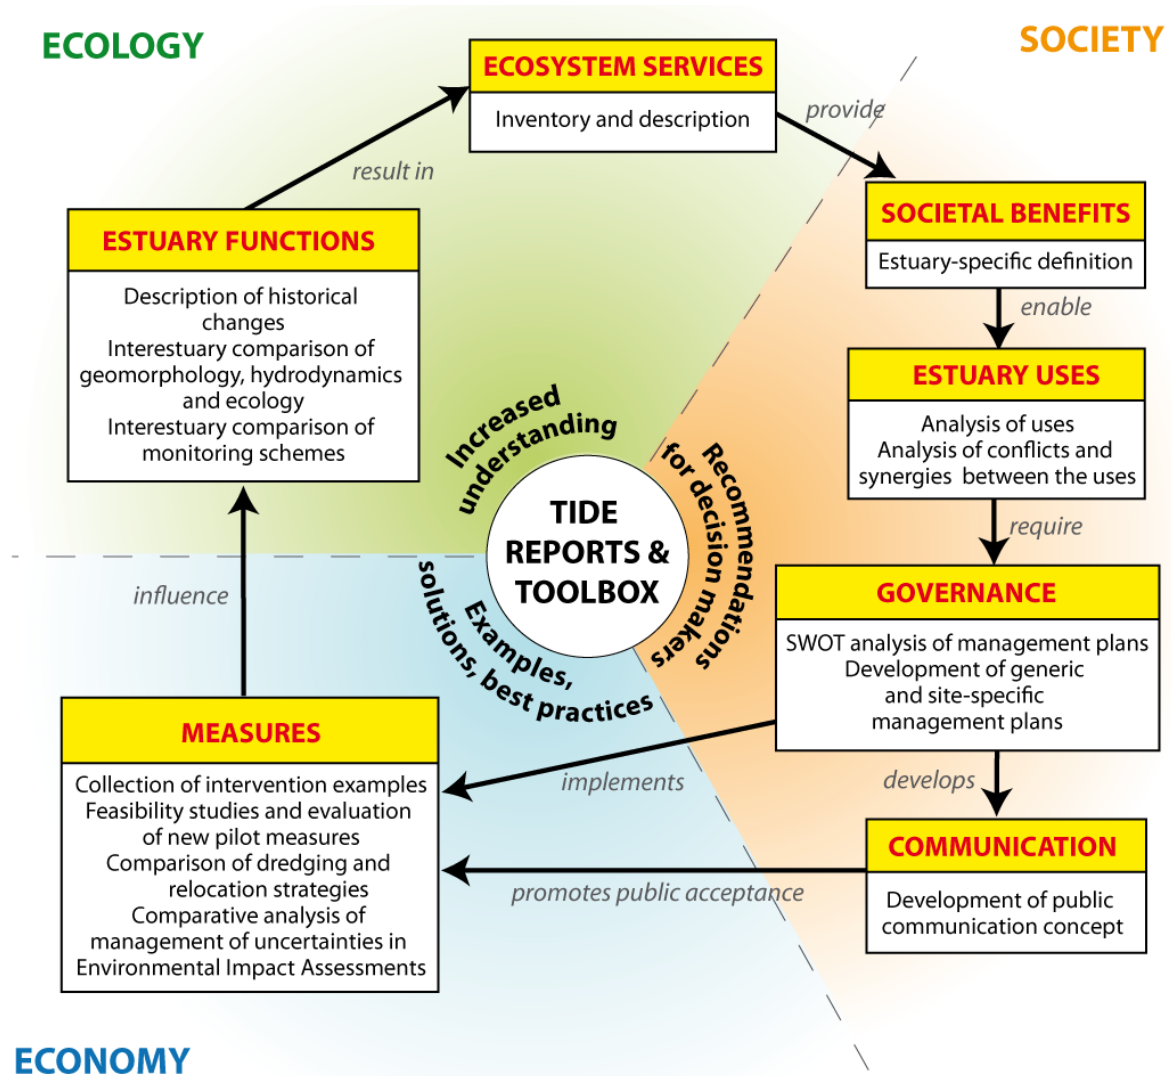 ECOLOGY
SOCIETY
ECOSYSTEM SERVICES
Inventory and description
provide
result in
SOCIETAL BENEFITS
Estuary-specific definition
enable
ESTUARY FUNCTIONS
Description of historical
changes
Interestuary comparison of
geomorphology, hydrodynamics
and ecology
Interestuary comparison of
monitoring schemes
ESTUARY USES
Analysis of uses
Analysis of conflicts and
synergies between the uses
require
Increased
understanding
Recommendations
for decision makers
TIDE
REPORTS &
TOOLBOX
Examples,
solutions, best practices
influence
GOVERNANCE
SWOT analysis of management plans
Development of generic
and site-specific
management plans
implements
develops
MEASURES
Collection of intervention examples
Feasibility studies and evaluation
of new pilot measures
Comparison of dredging and
relocation strategies
Comparative analysis of
management of uncertainties in
Environmental Impact Assessments
COMMUNICATION
Development of public
communication concept
promotes public acceptance
ECONOMY